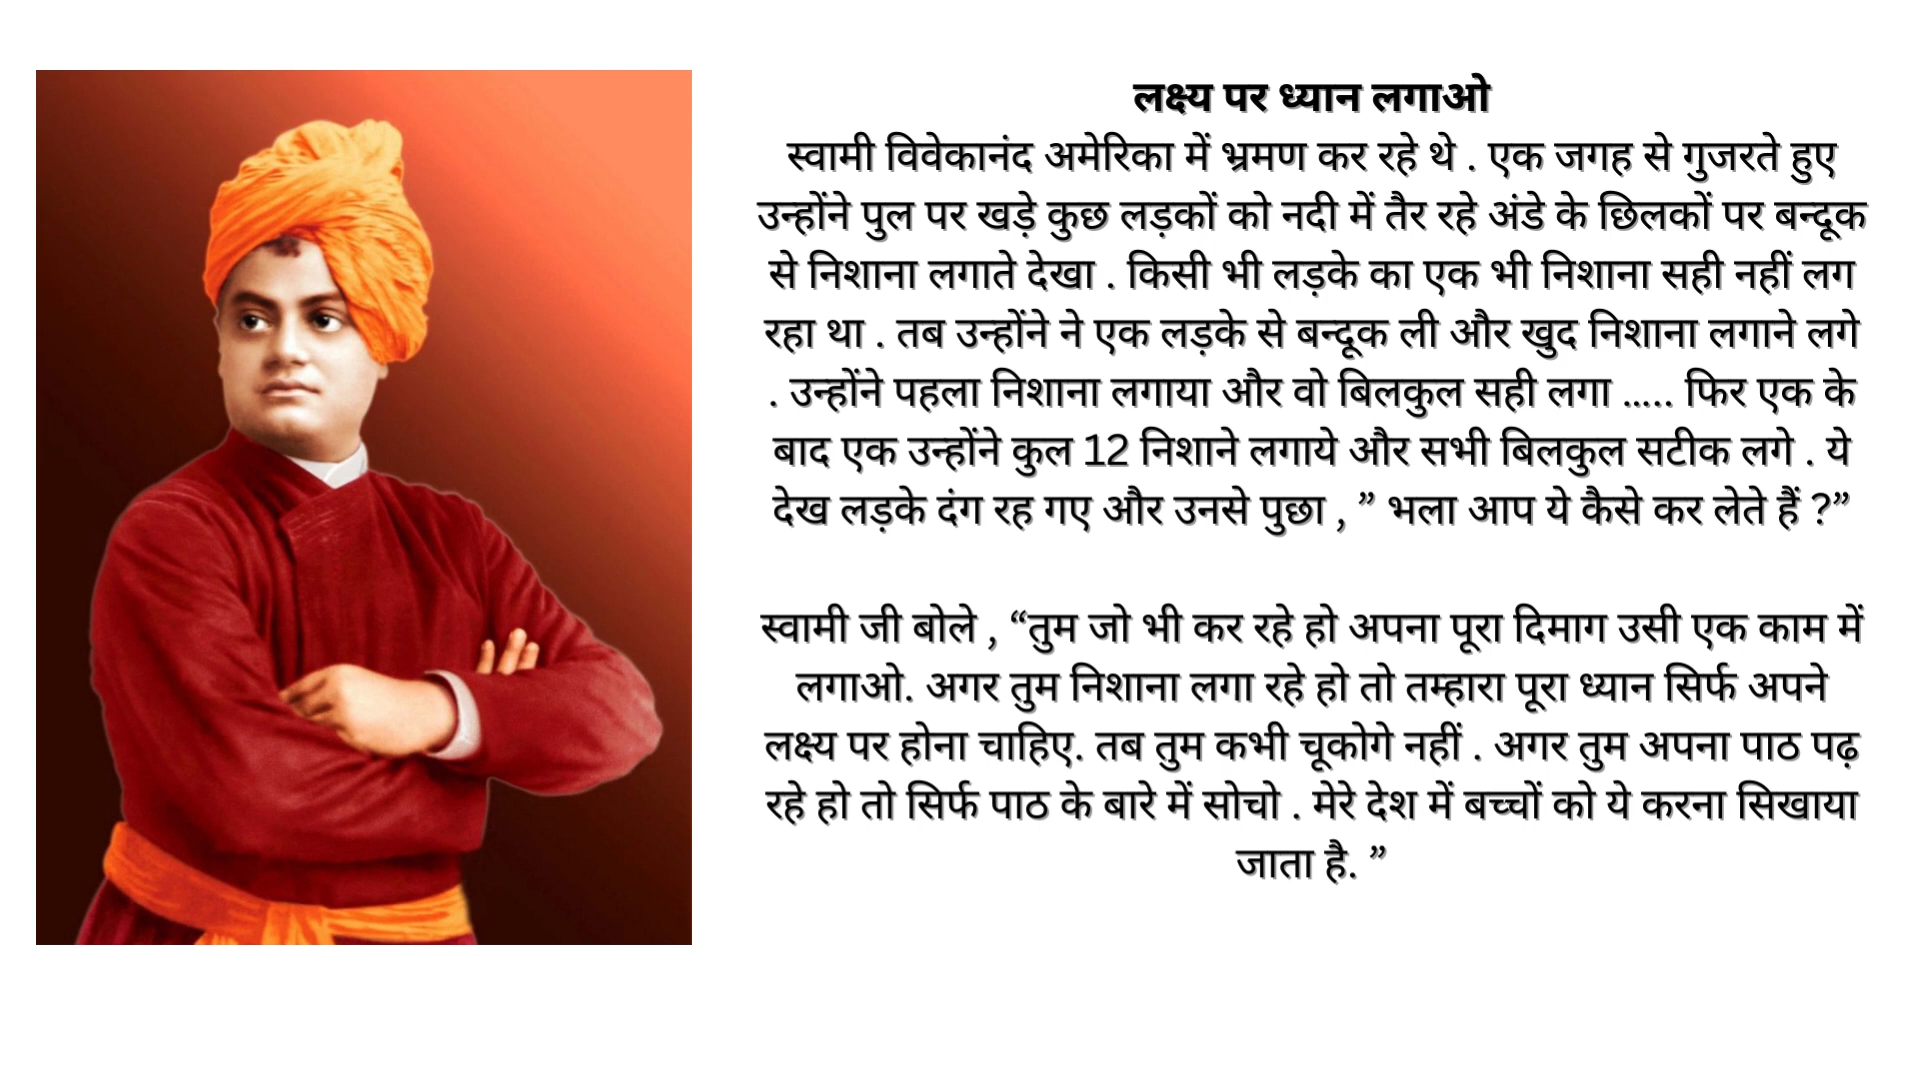 लक्ष्य पर ध्यान लगाओ
स्वामी विवेकानंद अमेरिका में भ्रमण कर रहे थे . एक जगह से गुजरते हुए
उन्होंने पुल पर खड़े कुछ लड़कों को नदी में तैर रहे अंडे के छिलकों पर बन्दूक
से निशाना लगाते देखा . किसी भी लड़के का एक भी निशाना सही नहीं लग
रहा था . तब उन्होंने ने एक लड़के से बन्दूक ली और खुद निशाना लगाने लगे
. उन्होंने पहला निशाना लगाया और वो बिलकुल सही लगा ..... फिर एक के
बाद एक उन्होंने कुल 12 निशाने लगाये और सभी बिलकुल सटीक लगे . ये
देख लड़के दंग रह गए और उनसे पुछा , ” भला आप ये कैसे कर लेते हैं ?”
स्वामी जी बोले , “तुम जो भी कर रहे हो अपना पूरा दिमाग उसी एक काम में
लगाओ. अगर तुम निशाना लगा रहे हो तो तम्हारा पूरा ध्यान सिर्फ अपने
लक्ष्य पर होना चाहिए. तब तुम कभी चूकोगे नहीं . अगर तुम अपना पाठ पढ़
रहे हो तो सिर्फ पाठ के बारे में सोचो . मेरे देश में बच्चों को ये करना सिखाया
जाता है. ”